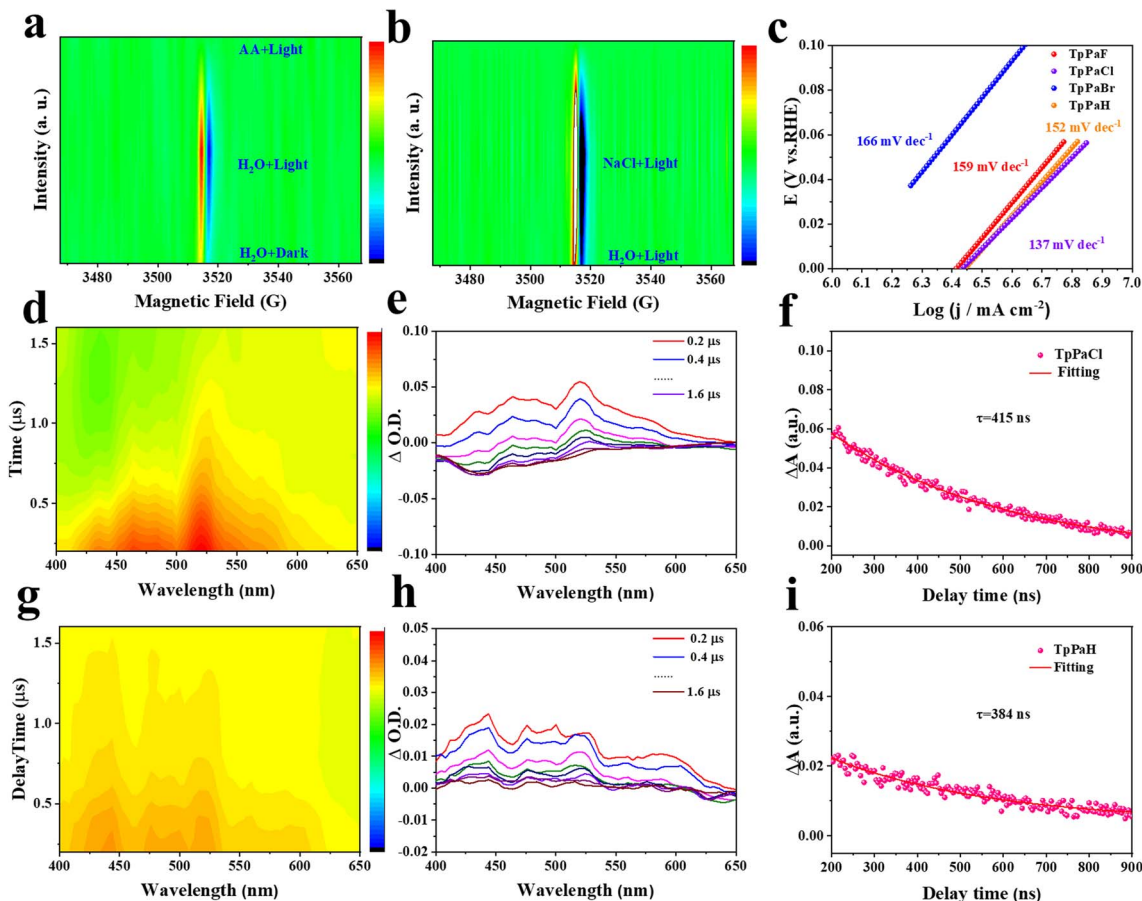 a
AA+Light
H₂O+Light
H₂O+Dark
Intensity (a. u.)
3480 3500 3520 3540 3560
Magnetic Field (G)
b
NaCl+Light
H₂O+Light
Intensity (a. u.)
3480 3500 3520 3540 3560
Magnetic Field (G)
c
TpPaF
TpPaCl
TpPaBr
TpPaH
166 mV dec⁻¹
152 mV dec⁻¹
159 mV dec⁻¹
137 mV dec⁻¹
E (V vs.RHE)
0.10
0.08
0.06
0.04
0.02
0.00
6.0 6.1 6.2 6.3 6.4 6.5 6.6 6.7 6.8 6.9 7.0
Log (j / mA cm⁻²)
d
Time (μs)
1.5
1.0
0.5
400 450 500 550 600 650
Wavelength (nm)
e
0.2 μs
0.4 μs
......
1.6 μs
Δ O.D.
0.10
0.05
0.00
-0.05
-0.10
400 450 500 550 600 650
Wavelength (nm)
f
TpPaCl
Fitting
τ=415 ns
ΔA (a.u.)
0.10
0.08
0.06
0.04
0.02
0.00
200 300 400 500 600 700 800 900
Delay time (ns)
g
DelayTime (μs)
1.5
1.0
0.5
400 450 500 550 600 650
Wavelength (nm)
h
0.2 μs
0.4 μs
......
1.6 μs
Δ O.D.
0.05
0.04
0.03
0.02
0.01
0.00
-0.01
-0.02
400 450 500 550 600 650
Wavelength (nm)
i
TpPaH
Fitting
τ=384 ns
ΔA (a.u.)
0.06
0.04
0.02
0.00
200 300 400 500 600 700 800 900
Delay time (ns)